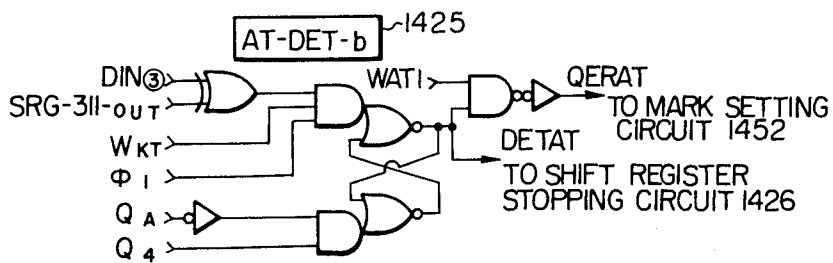 AT-DET-b 1425
DIN③
SRG-311-OUT
WAT1
QERAT
TO MARK SETTING
CIRCUIT 1452
WKT
Φ1
DETAT
TO SHIFT REGISTER
STOPPING CIRCUIT 1426
QA
Q4